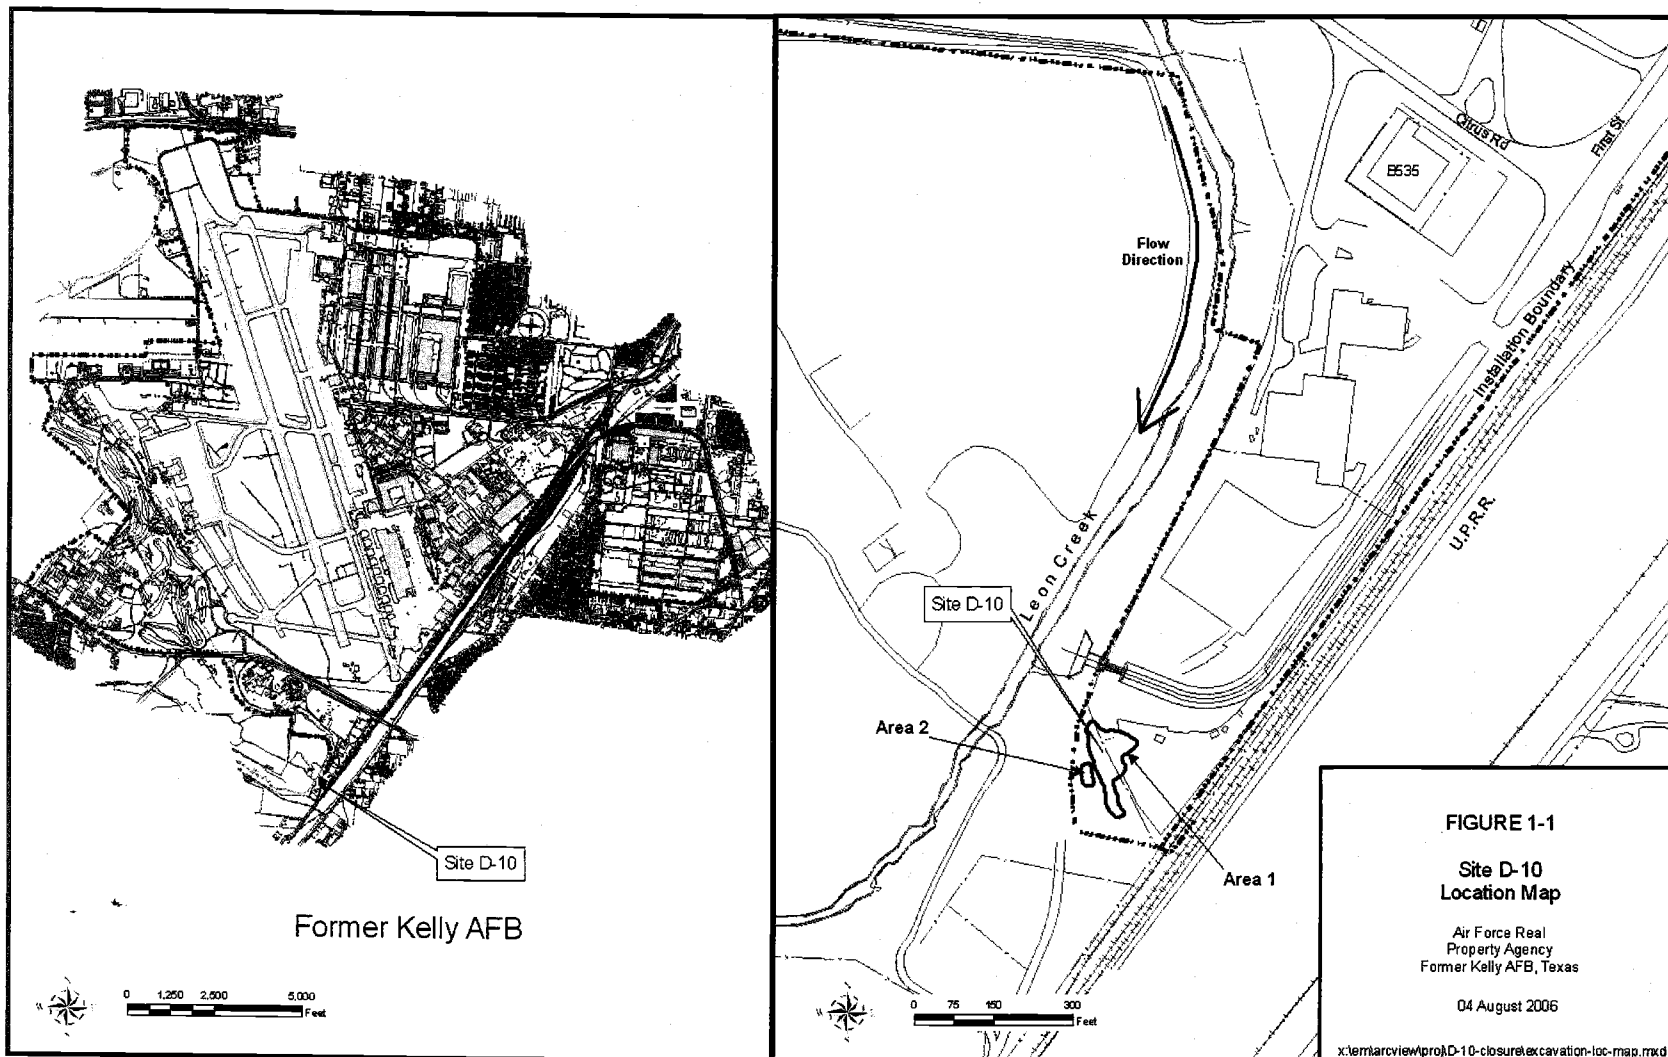 Site D-10
Former Kelly AFB
0 1,250 2,500 5,000
Feet
Citrus Rd
First St
B535
Flow
Direction
Installation Boundary
U.P.R.R.
Leon Creek
Site D-10
Area 2
Area 1
0 75 150 300
Feet
FIGURE 1-1
Site D-10
Location Map
Air Force Real
Property Agency
Former Kelly AFB, Texas
04 August 2006
x:\em\arcview\proj\D-10-closure\excavation-loc-map.mxd